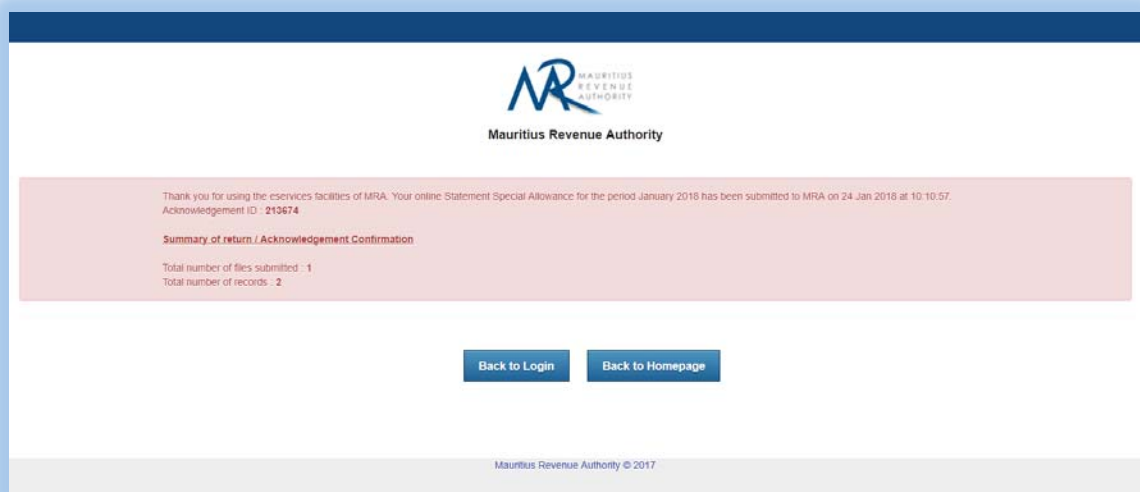 MAURITIUS
REVENUE
AUTHORITY
Mauritius Revenue Authority
Thank you for using the eservices facilities of MRA. Your online Statement Special Allowance for the period January 2018 has been submitted to MRA on 24 Jan 2018 at 10:10:57.
Acknowledgement ID : 213674
Summary of return / Acknowledgement Confirmation
Total number of files submitted : 1
Total number of records : 2
Back to Login Back to Homepage
Mauritius Revenue Authority © 2017